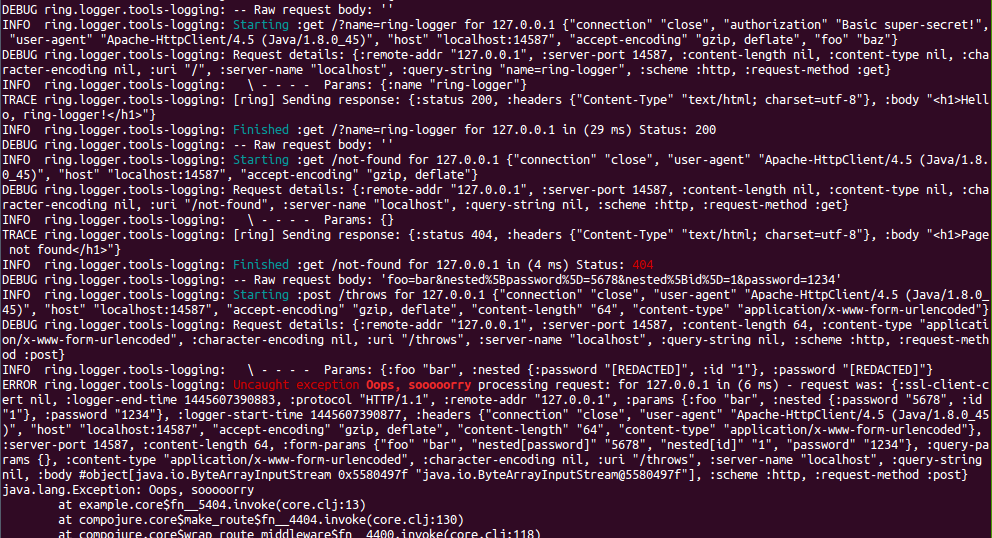 DEBUG ring.logger.tools-logging: -- Raw request body: ''
INFO  ring.logger.tools-logging: Starting :get /?name=ring-logger for 127.0.0.1 {"connection" "close", "authorization" "Basic super-secret!",
 "user-agent" "Apache-HttpClient/4.5 (Java/1.8.0_45)", "host" "localhost:14587", "accept-encoding" "gzip, deflate", "foo" "baz"}
DEBUG ring.logger.tools-logging: Request details: {:remote-addr "127.0.0.1", :server-port 14587, :content-length nil, :content-type nil, :cha
racter-encoding nil, :uri "/", :server-name "localhost", :query-string "name=ring-logger", :scheme :http, :request-method :get}
INFO  ring.logger.tools-logging:   \ - - - -  Params: {:name "ring-logger"}
TRACE ring.logger.tools-logging: [ring] Sending response: {:status 200, :headers {"Content-Type" "text/html; charset=utf-8"}, :body "<h1>Hell
o, ring-logger!</h1>"}
INFO  ring.logger.tools-logging: Finished :get /?name=ring-logger for 127.0.0.1 in (29 ms) Status: 200
DEBUG ring.logger.tools-logging: -- Raw request body: ''
INFO  ring.logger.tools-logging: Starting :get /not-found for 127.0.0.1 {"connection" "close", "user-agent" "Apache-HttpClient/4.5 (Java/1.8.
0_45)", "host" "localhost:14587", "accept-encoding" "gzip, deflate"}
DEBUG ring.logger.tools-logging: Request details: {:remote-addr "127.0.0.1", :server-port 14587, :content-length nil, :content-type nil, :cha
racter-encoding nil, :uri "/not-found", :server-name "localhost", :query-string nil, :scheme :http, :request-method :get}
INFO  ring.logger.tools-logging:   \ - - - -  Params: {}
TRACE ring.logger.tools-logging: [ring] Sending response: {:status 404, :headers {"Content-Type" "text/html; charset=utf-8"}, :body "<h1>Page
 not found</h1>"}
INFO  ring.logger.tools-logging: Finished :get /not-found for 127.0.0.1 in (4 ms) Status: 404
DEBUG ring.logger.tools-logging: -- Raw request body: 'foo=bar&nested%5Bpassword%5D=5678&nested%5Bid%5D=1&password=1234'
INFO  ring.logger.tools-logging: Starting :post /throws for 127.0.0.1 {"connection" "close", "user-agent" "Apache-HttpClient/4.5 (Java/1.8.0_
45)", "host" "localhost:14587", "accept-encoding" "gzip, deflate", "content-length" "64", "content-type" "application/x-www-form-urlencoded"}
DEBUG ring.logger.tools-logging: Request details: {:remote-addr "127.0.0.1", :server-port 14587, :content-length 64, :content-type "applicati
on/x-www-form-urlencoded", :character-encoding nil, :uri "/throws", :server-name "localhost", :query-string nil, :scheme :http, :request-meth
od :post}
INFO  ring.logger.tools-logging:   \ - - - -  Params: {:foo "bar", :nested {:password "[REDACTED]", :id "1"}, :password "[REDACTED]"}
ERROR ring.logger.tools-logging: Uncaught exception Oops, sooooorry processing request: for 127.0.0.1 in (6 ms) - request was: {:ssl-client-c
ert nil, :logger-end-time 1445607390883, :protocol "HTTP/1.1", :remote-addr "127.0.0.1", :params {:foo "bar", :nested {:password "5678", :id
"1"}, :password "1234"}, :logger-start-time 1445607390877, :headers {"connection" "close", "user-agent" "Apache-HttpClient/4.5 (Java/1.8.0_45
)", "host" "localhost:14587", "accept-encoding" "gzip, deflate", "content-length" "64", "content-type" "application/x-www-form-urlencoded"},
:server-port 14587, :content-length 64, :form-params {"foo" "bar", "nested[password]" "5678", "nested[id]" "1", "password" "1234"}, :query-pa
rams {}, :content-type "application/x-www-form-urlencoded", :character-encoding nil, :uri "/throws", :server-name "localhost", :query-string
nil, :body #object[java.io.ByteArrayInputStream 0x5580497f "java.io.ByteArrayInputStream@5580497f"], :scheme :http, :request-method :post}
java.lang.Exception: Oops, sooooorry
        at example.core$fn__5404.invoke(core.clj:13)
        at compojure.core$make_route$fn__4404.invoke(core.clj:130)
        at compojure.core$wrap_route_middleware$fn__4400.invoke(core.clj:118)